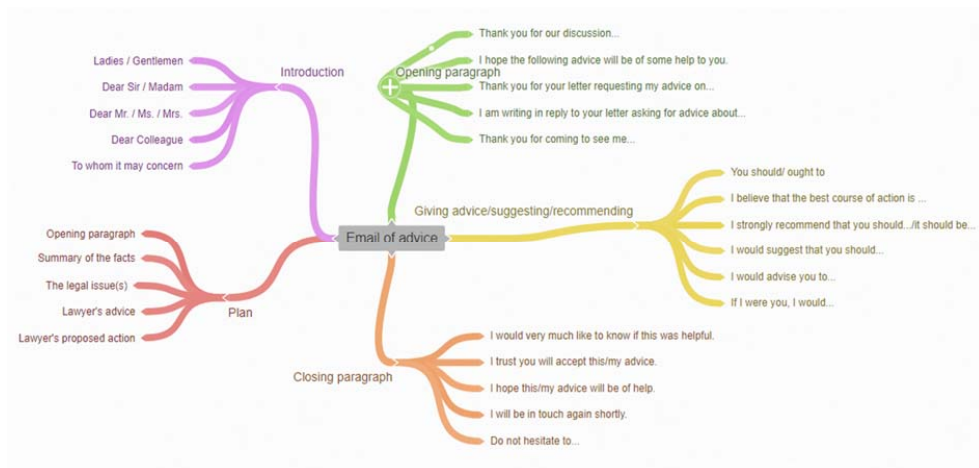 Introduction
Ladies / Gentlemen
Dear Sir / Madam
Dear Mr. / Ms. / Mrs.
Dear Colleague
To whom it may concern
Opening paragraph
Thank you for our discussion...
I hope the following advice will be of some help to you.
Thank you for your letter requesting my advice on...
I am writing in reply to your letter asking for advice about...
Thank you for coming to see me...
Email of advice
Giving advice/suggesting/recommending
You should/ ought to
I believe that the best course of action is ...
I strongly recommend that you should.../it should be...
I would suggest that you should...
I would advise you to...
If I were you, I would...
Plan
Opening paragraph
Summary of the facts
The legal issue(s)
Lawyer's advice
Lawyer's proposed action
Closing paragraph
I would very much like to know if this was helpful.
I trust you will accept this/my advice.
I hope this/my advice will be of help.
I will be in touch again shortly.
Do not hesitate to...